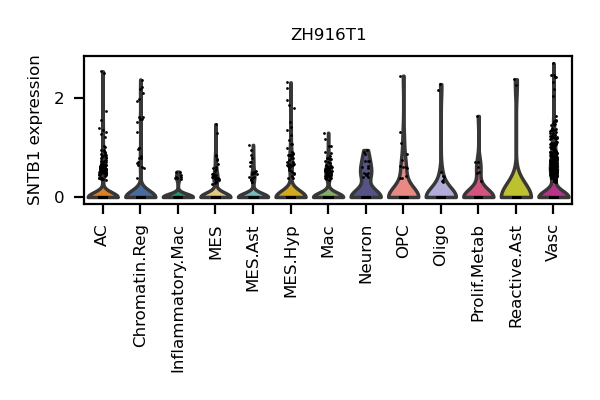 ZH916T1
SNTB1 expression
2
0
AC
Chromatin.Reg
Inflammatory.Mac
MES
MES.Ast
MES.Hyp
Mac
Neuron
OPC
Oligo
Prolif.Metab
Reactive.Ast
Vasc